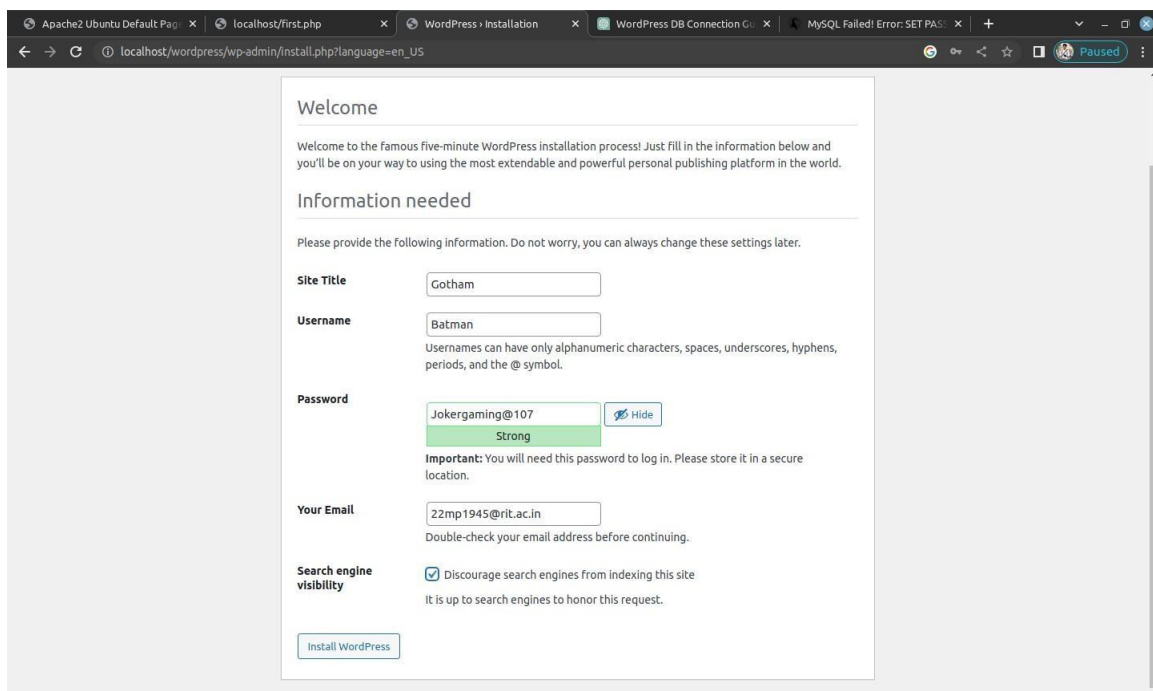 Apache2 Ubuntu Default Pag
localhost/first.php
WordPress › Installation
WordPress DB Connection Gu
MySQL Failed! Error: SET PASS
localhost/wordpress/wp-admin/install.php?language=en_US
Paused
Welcome
Welcome to the famous five-minute WordPress installation process! Just fill in the information below and
you’ll be on your way to using the most extendable and powerful personal publishing platform in the world.
Information needed
Please provide the following information. Do not worry, you can always change these settings later.
Site Title
Gotham
Username
Batman
Usernames can have only alphanumeric characters, spaces, underscores, hyphens,
periods, and the @ symbol.
Password
Jokergaming@107
Hide
Strong
Important: You will need this password to log in. Please store it in a secure
location.
Your Email
22mp1945@rit.ac.in
Double-check your email address before continuing.
Search engine
visibility
Discourage search engines from indexing this site
It is up to search engines to honor this request.
Install WordPress